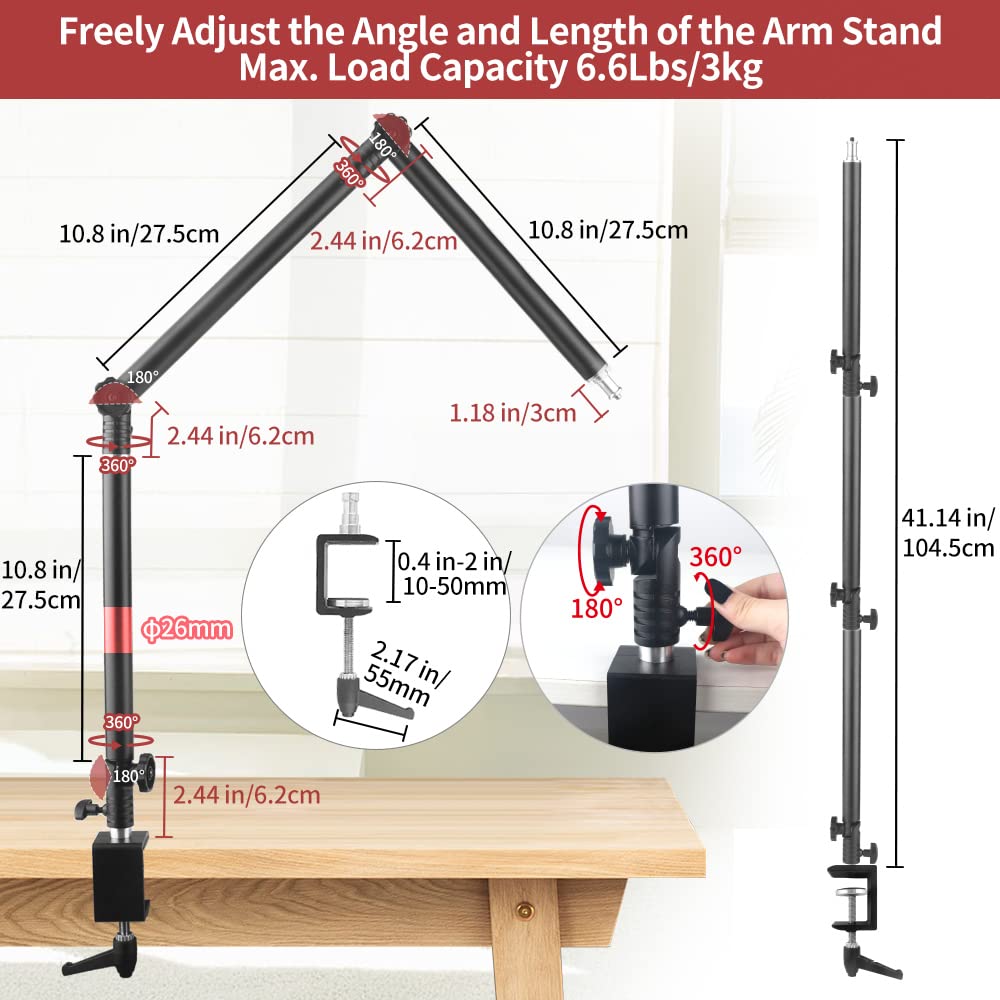 Freely Adjust the Angle and Length of the Arm Stand
Max. Load Capacity 6.6Lbs/3kg
180°
360°
10.8 in/27.5cm
2.44 in/6.2cm
10.8 in/27.5cm
180°
1.18 in/3cm
2.44 in/6.2cm
360°
41.14 in/
104.5cm
0.4 in-2 in/
10-50mm
360°
180°
10.8 in/
27.5cm
ф26mm
2.17 in/
55mm
360°
180°
2.44 in/6.2cm